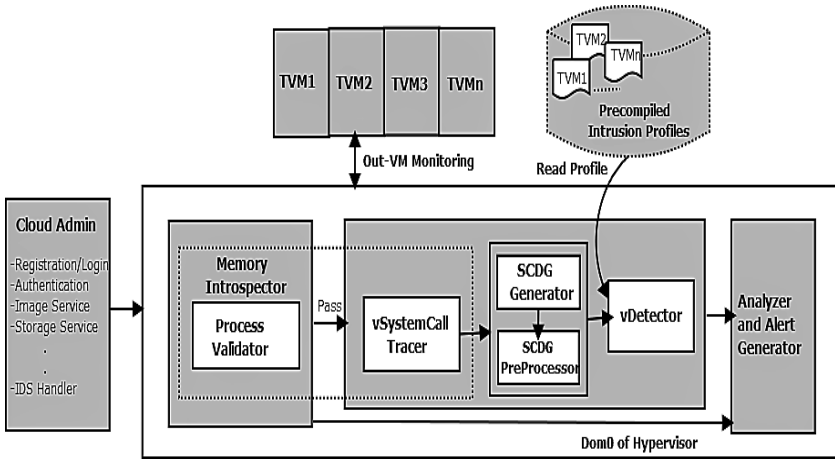 TVM1 TVM2 TVM3 TVMn
TVM2
TVMn
TVM1
Precompiled
Intrusion Profiles
Out-VM Monitoring
Read Profile
Cloud Admin
-Registration/Login
-Authentication
-Image Service
-Storage Service
.
.
-IDS Handler
Memory
Introspector
Process
Validator
Pass
vSystemCall
Tracer
SCDG
Generator
SCDG
PreProcessor
vDetector
Analyzer
and Alert
Generator
Dom0 of Hypervisor